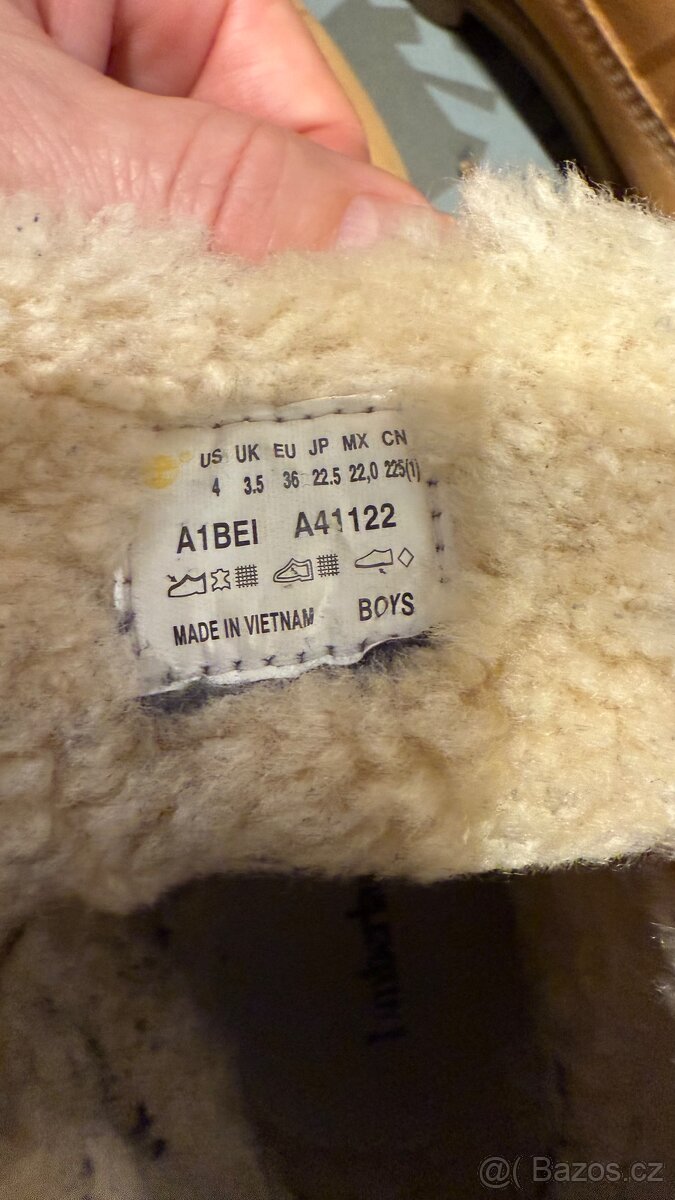 US UK EU JP MX CN
4 3.5 36 22.5 22,0 225(1)
A1BEI A41122
MADE IN VIETNAM BOYS
@( Bazos.cz